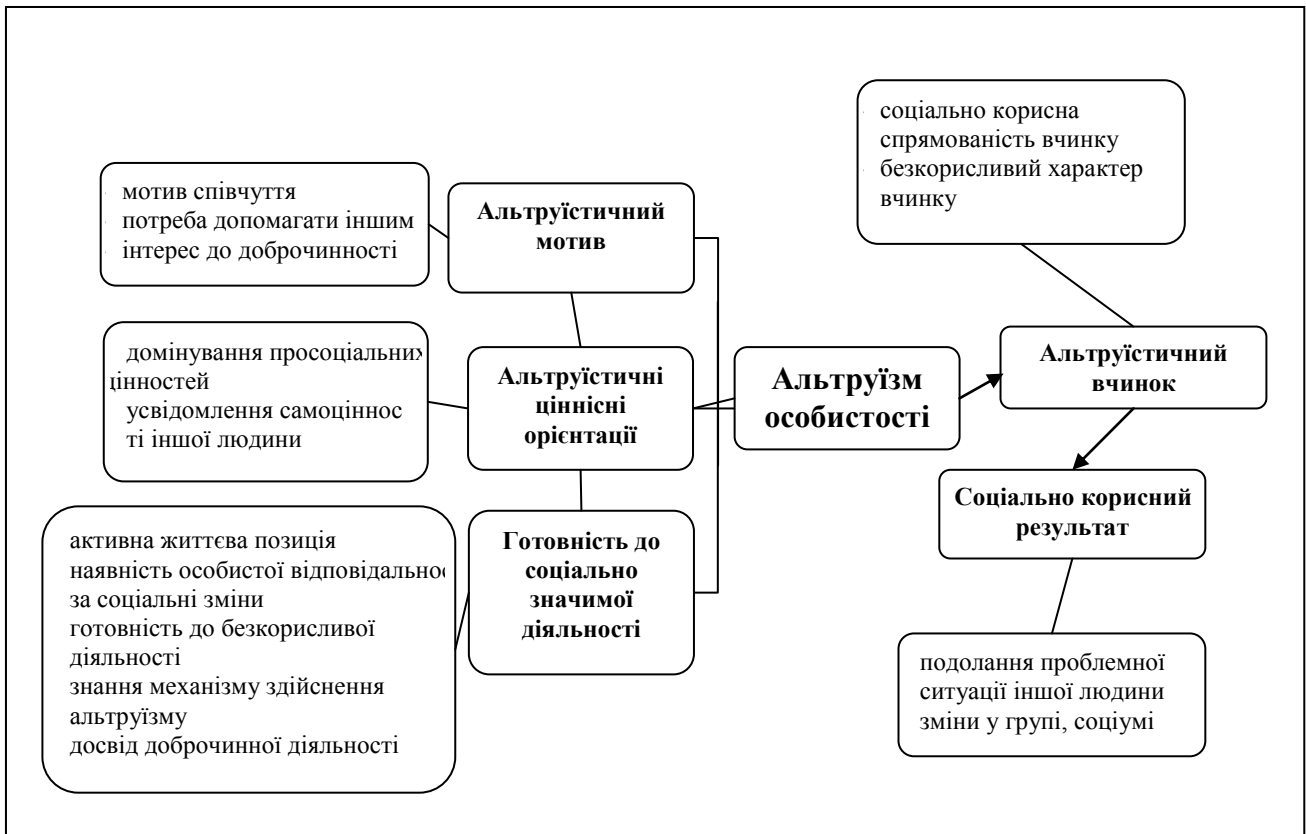 соціально корисна
спрямованість вчинку
безкорисливий характер
вчинку
мотив співчуття
потреба допомагати іншим
інтерес до доброчинності
Альтруїстичний
мотив
домінування просоціальних
цінностей
усвідомлення самоціннос
ті іншої людини
Альтруїстичні
ціннісні
орієнтації
Альтруїзм
особистості
Альтруїстичний
вчинок
Соціально корисний
результат
активна життєва позиція
наявність особистої відповідальнос
за соціальні зміни
готовність до безкорисливої
діяльності
знання механізму здійснення
альтруїзму
досвід доброчинної діяльності
Готовність до
соціально
значимої
діяльності
подолання проблемної
ситуації іншої людини
зміни у групі, соціумі